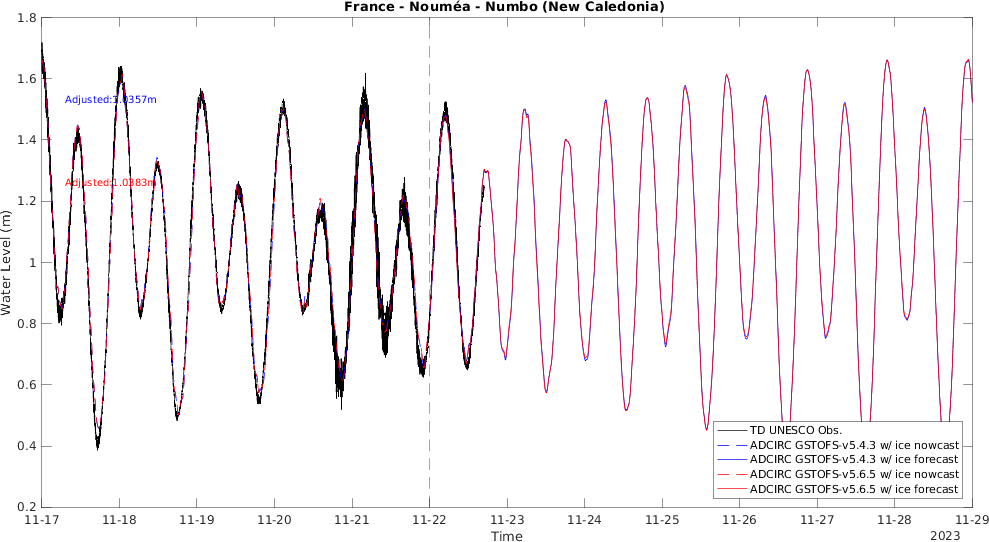 France - Nouméa - Numbo (New Caledonia)
1.8
1.6
1.4
1.2
1
0.8
0.6
0.4
0.2
Water Level (m)
Adjusted:1.0357m
Adjusted:1.0383m
TD UNESCO Obs.
ADCIRC GSTOFS-v5.4.3 w/ ice nowcast
ADCIRC GSTOFS-v5.4.3 w/ ice forecast
ADCIRC GSTOFS-v5.6.5 w/ ice nowcast
ADCIRC GSTOFS-v5.6.5 w/ ice forecast
11-17 11-18 11-19 11-20 11-21 11-22 11-23 11-24 11-25 11-26 11-27 11-28 11-29
Time
2023